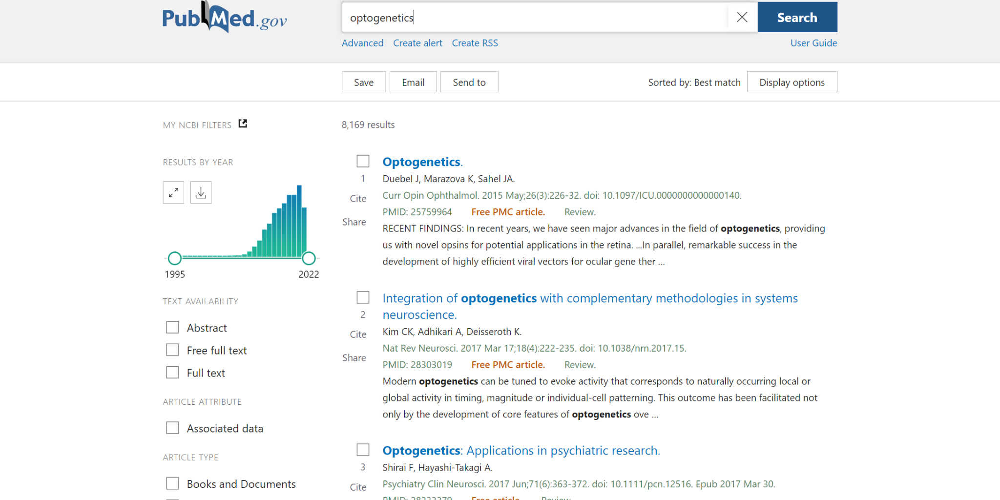 PubMed.gov
optogenetics
Search
Advanced Create alert Create RSS
User Guide
Save Email Send to
Sorted by: Best match Display options
MY NCBI FILTERS
8,169 results
RESULTS BY YEAR
1995 2022
TEXT AVAILABILITY
Abstract
Free full text
Full text
ARTICLE ATTRIBUTE
Associated data
ARTICLE TYPE
Books and Documents
Optogenetics.
1
Cite
Share
Duebel J, Marazova K, Sahel JA.
Curr Opin Ophthalmol. 2015 May;26(3):226-32. doi: 10.1097/ICU.0000000000000140.
PMID: 25759964 Free PMC article. Review.
RECENT FINDINGS: In recent years, we have seen major advances in the field of optogenetics, providing
us with novel opsins for potential applications in the retina. ...In parallel, remarkable success in the
development of highly efficient viral vectors for ocular gene ther ...
Integration of optogenetics with complementary methodologies in systems
neuroscience.
2
Cite
Share
Kim CK, Adhikari A, Deisseroth K.
Nat Rev Neurosci. 2017 Mar 17;18(4):222-235. doi: 10.1038/nrn.2017.15.
PMID: 28303019 Free PMC article. Review.
Modern optogenetics can be tuned to evoke activity that corresponds to naturally occurring local or
global activity in timing, magnitude or individual-cell patterning. This outcome has been facilitated not
only by the development of core features of optogenetics ove ...
Optogenetics: Applications in psychiatric research.
3
Cite
Shirai F, Hayashi-Takagi A.
Psychiatry Clin Neurosci. 2017 Jun;71(6):363-372. doi: 10.1111/pcn.12516. Epub 2017 Mar 30.
PMID: 28233379 Free article. Review.